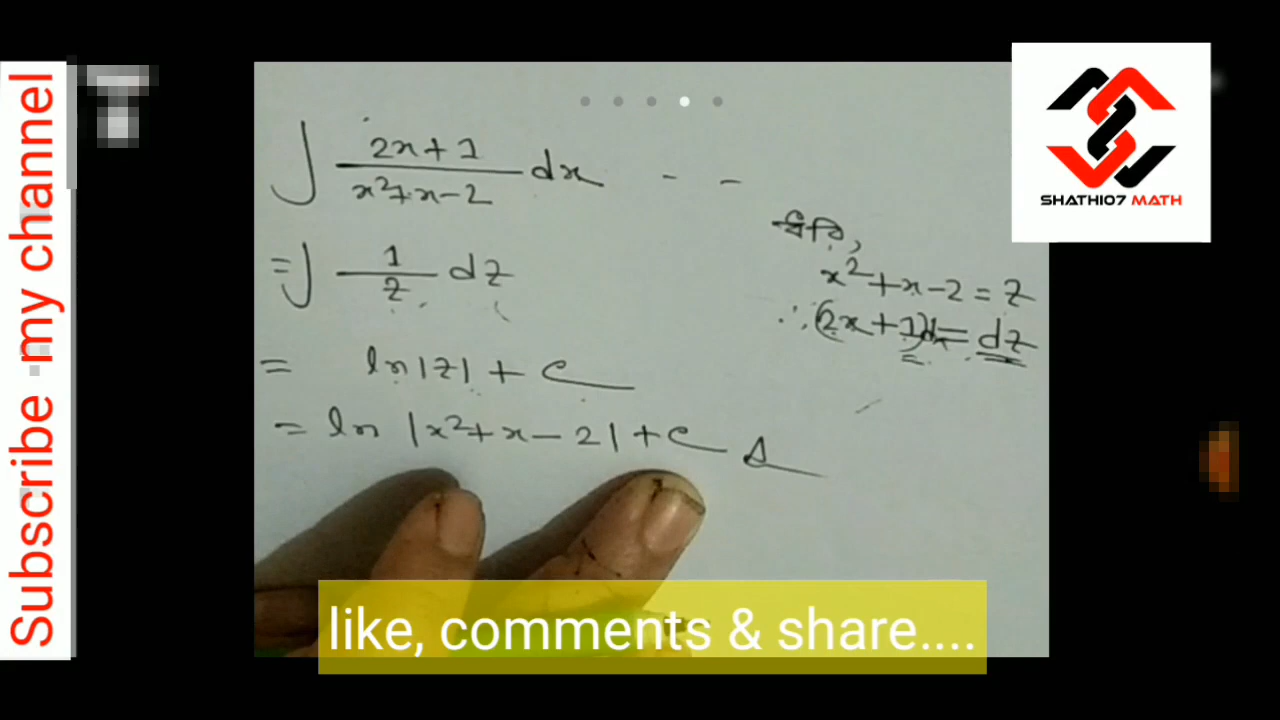 Subscribe my channel
SHATHI07 MATH
∫ (2x+1)/(x²+x-2) dx - -
ধরি,
x²+x-2 = z
∴ (2x+1)dx = dz
= ∫ 1/z dz
= ln|z| + c
= ln |x²+x-2| + c
like, comments & share....